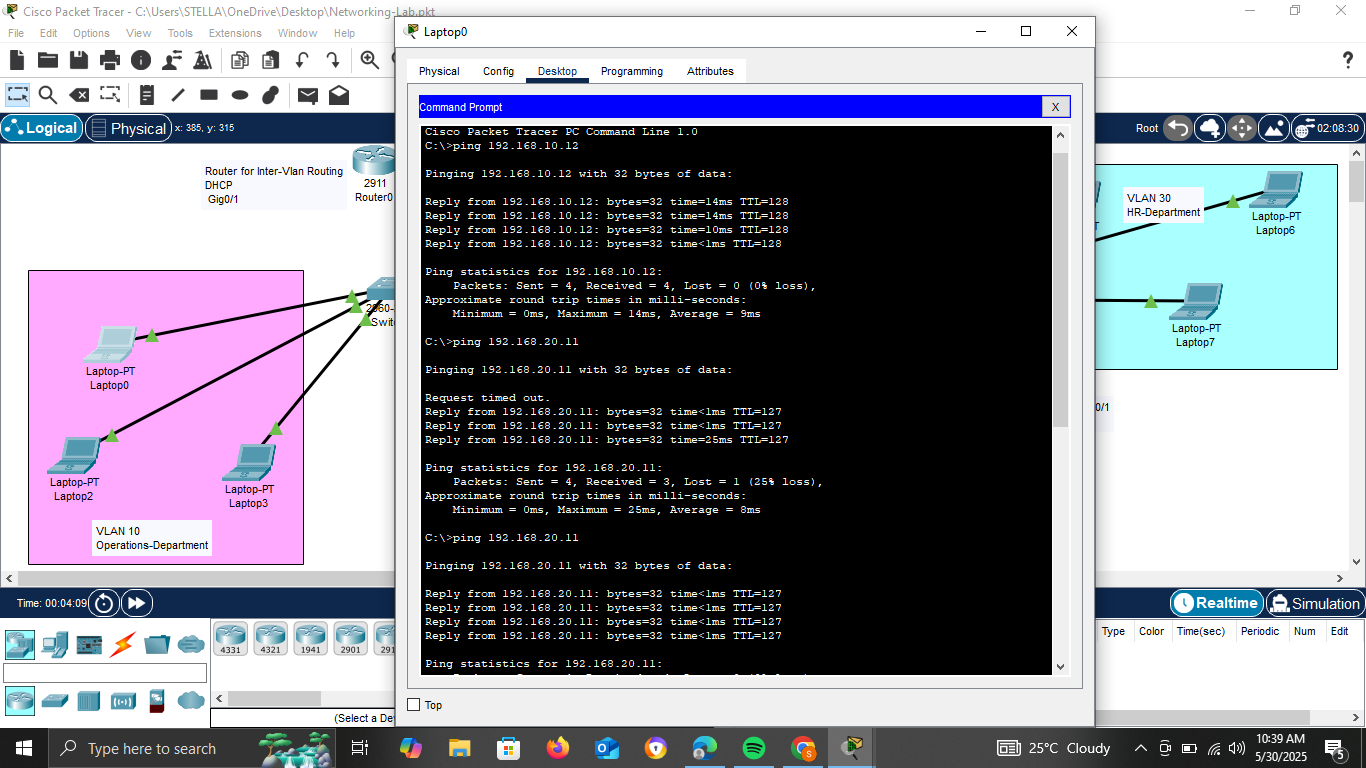 Cisco Packet Tracer - C:\Users\STELLA\OneDrive\Desktop\Networking-Lab.pkt
File Edit Options View Tools Extensions Window Help
Logical Physical x: 385, y: 315
Root 02:08:30
Router for Inter-Vlan Routing
DHCP
Gig0/1
2911
Router0
2960-
Swit
Laptop-PT
Laptop0
Laptop-PT
Laptop2
Laptop-PT
Laptop3
VLAN 10
Operations-Department
Laptop0
Physical Config Desktop Programming Attributes
Command Prompt X
Cisco Packet Tracer PC Command Line 1.0
C:\>ping 192.168.10.12
Pinging 192.168.10.12 with 32 bytes of data:
Reply from 192.168.10.12: bytes=32 time=14ms TTL=128
Reply from 192.168.10.12: bytes=32 time=14ms TTL=128
Reply from 192.168.10.12: bytes=32 time=10ms TTL=128
Reply from 192.168.10.12: bytes=32 time<1ms TTL=128
Ping statistics for 192.168.10.12:
Packets: Sent = 4, Received = 4, Lost = 0 (0% loss),
Approximate round trip times in milli-seconds:
Minimum = 0ms, Maximum = 14ms, Average = 9ms
C:\>ping 192.168.20.11
Pinging 192.168.20.11 with 32 bytes of data:
Request timed out.
Reply from 192.168.20.11: bytes=32 time<1ms TTL=127
Reply from 192.168.20.11: bytes=32 time<1ms TTL=127
Reply from 192.168.20.11: bytes=32 time=25ms TTL=127
Ping statistics for 192.168.20.11:
Packets: Sent = 4, Received = 3, Lost = 1 (25% loss),
Approximate round trip times in milli-seconds:
Minimum = 0ms, Maximum = 25ms, Average = 8ms
C:\>ping 192.168.20.11
Pinging 192.168.20.11 with 32 bytes of data:
Reply from 192.168.20.11: bytes=32 time<1ms TTL=127
Reply from 192.168.20.11: bytes=32 time<1ms TTL=127
Reply from 192.168.20.11: bytes=32 time<1ms TTL=127
Reply from 192.168.20.11: bytes=32 time<1ms TTL=127
Ping statistics for 192.168.20.11:
Top
VLAN 30
HR-Department
Laptop-PT
Laptop6
Laptop-PT
Laptop7
0/1
Time: 00:04:09
Realtime Simulation
4331 4321 1941 2901 291
(Select a De
Type Color Time(sec) Periodic Num Edit
Type here to search
25°C Cloudy
10:39 AM
5/30/2025
5